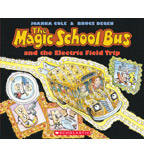 JOANNA COLE & BRUCE DEGEN
The
Magic School Bus
and the Electric Field Trip
SCHOLASTIC